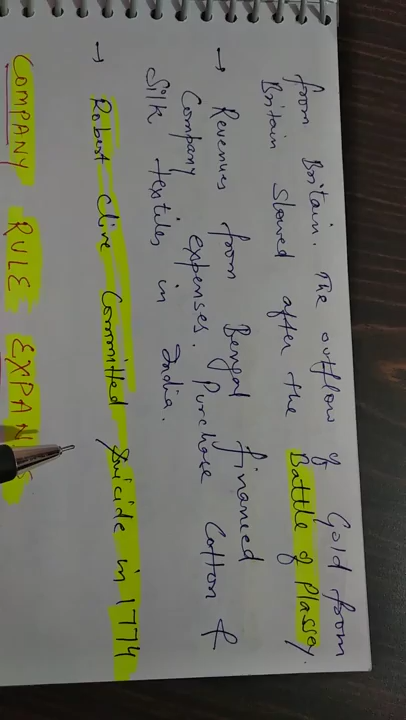 from Britain. The outflow of Gold from
Britain slowed after the Battle of Plassey.
→ Revenues from Bengal financed
Company expenses. Purchase Cotton &
Silk textiles in India.
→ Robert Clive Committed Suicide in 1774
COMPANY RULE EXPAN